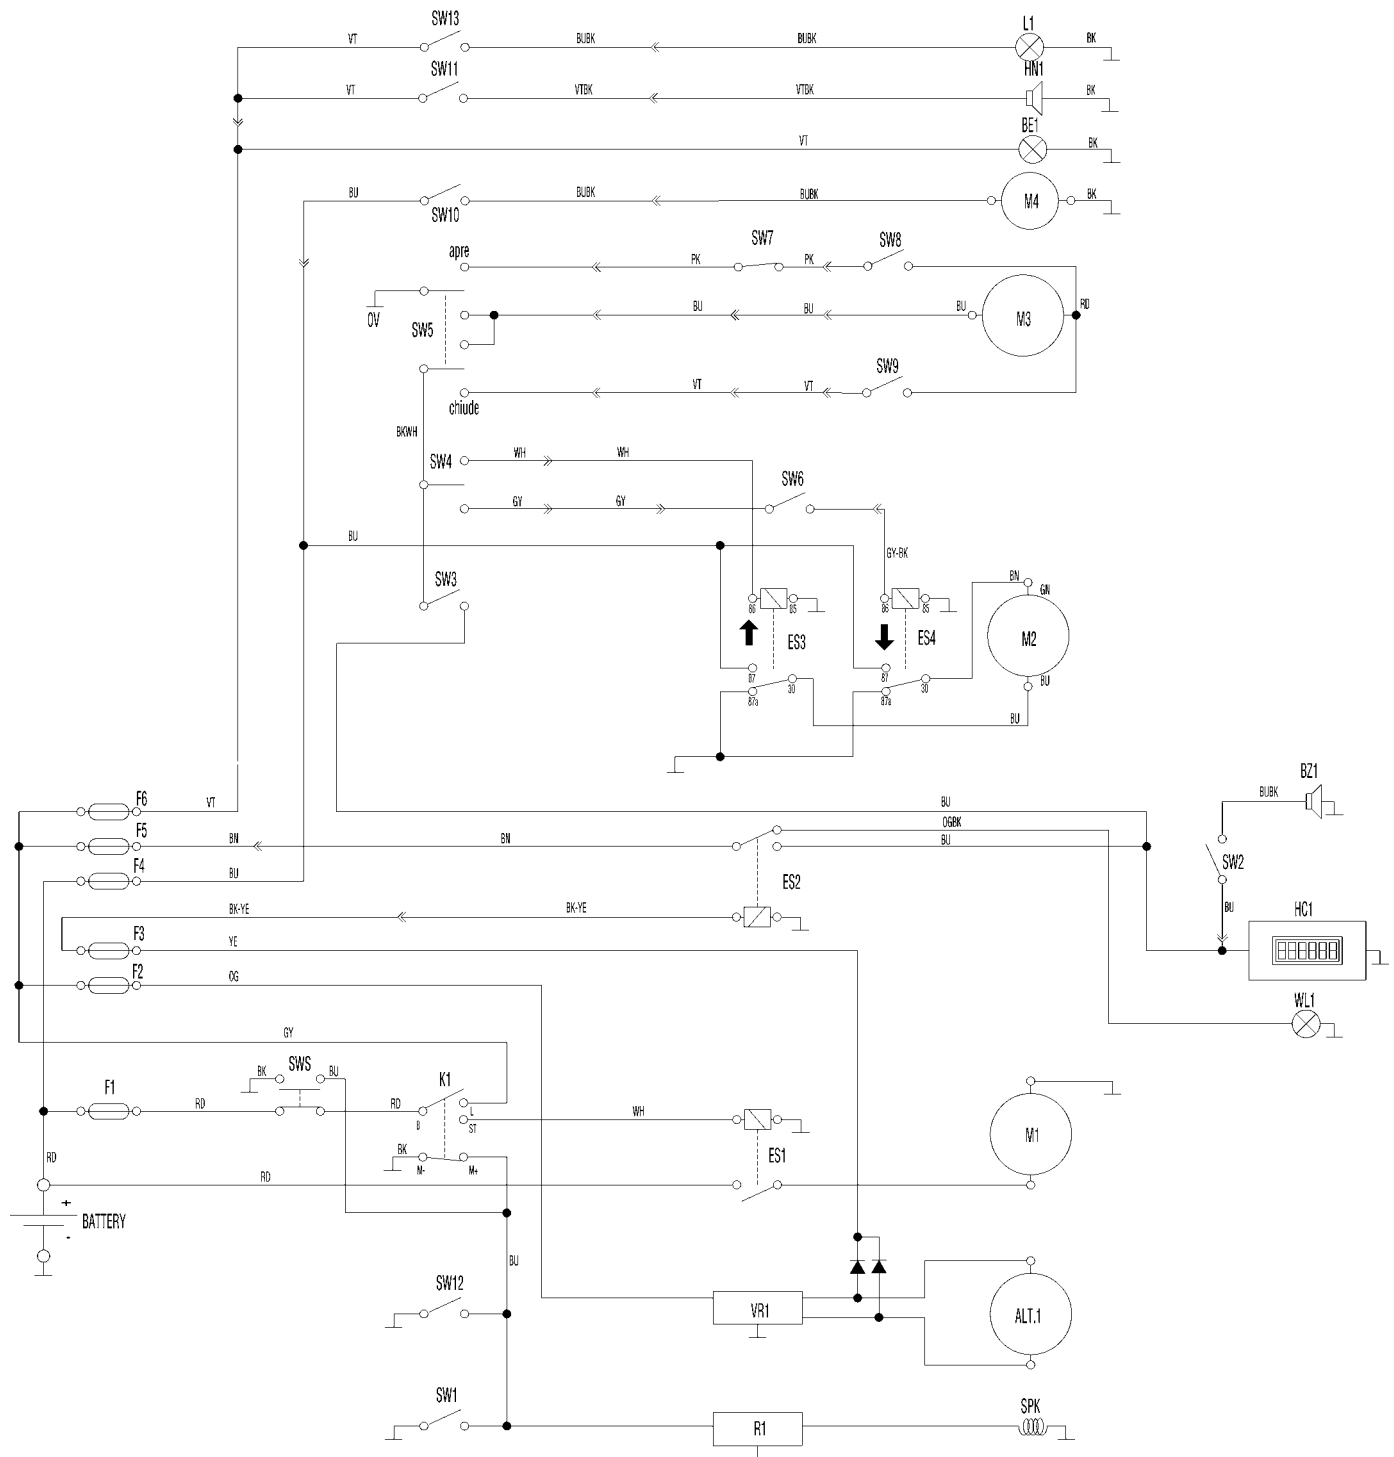 SW13
L1
VT
BUBK
BUBK
BK
SW11
HN1
VT
VTBK
VTBK
BK
BE1
VT
BK
BU
SW10
BUBK
BUBK
M4
BK
apre
PK
SW7
PK
SW8
0V
SW5
BU
BU
BU
M3
RD
SW9
VT
VT
chiude
BKWH
SW4
WH
WH
SW6
GY
GY
BU
GY-BK
SW3
BN
GN
86
85
86
85
ES3
ES4
M2
87
30
87
30
BU
87a
87a
BU
BZ1
BUBK
F6
VT
BU
OGBK
F5
BN
BN
BU
SW2
F4
BU
ES2
BU
BK-YE
BK-YE
HC1
F3
YE
F2
OG
WL1
GY
SWS
BK
BU
K1
F1
RD
RD
L
B
ST
WH
M1
BK
ES1
M-
M+
RD
RD
+
BATTERY
-
BU
SW12
VR1
ALT.1
SW1
SPK
R1